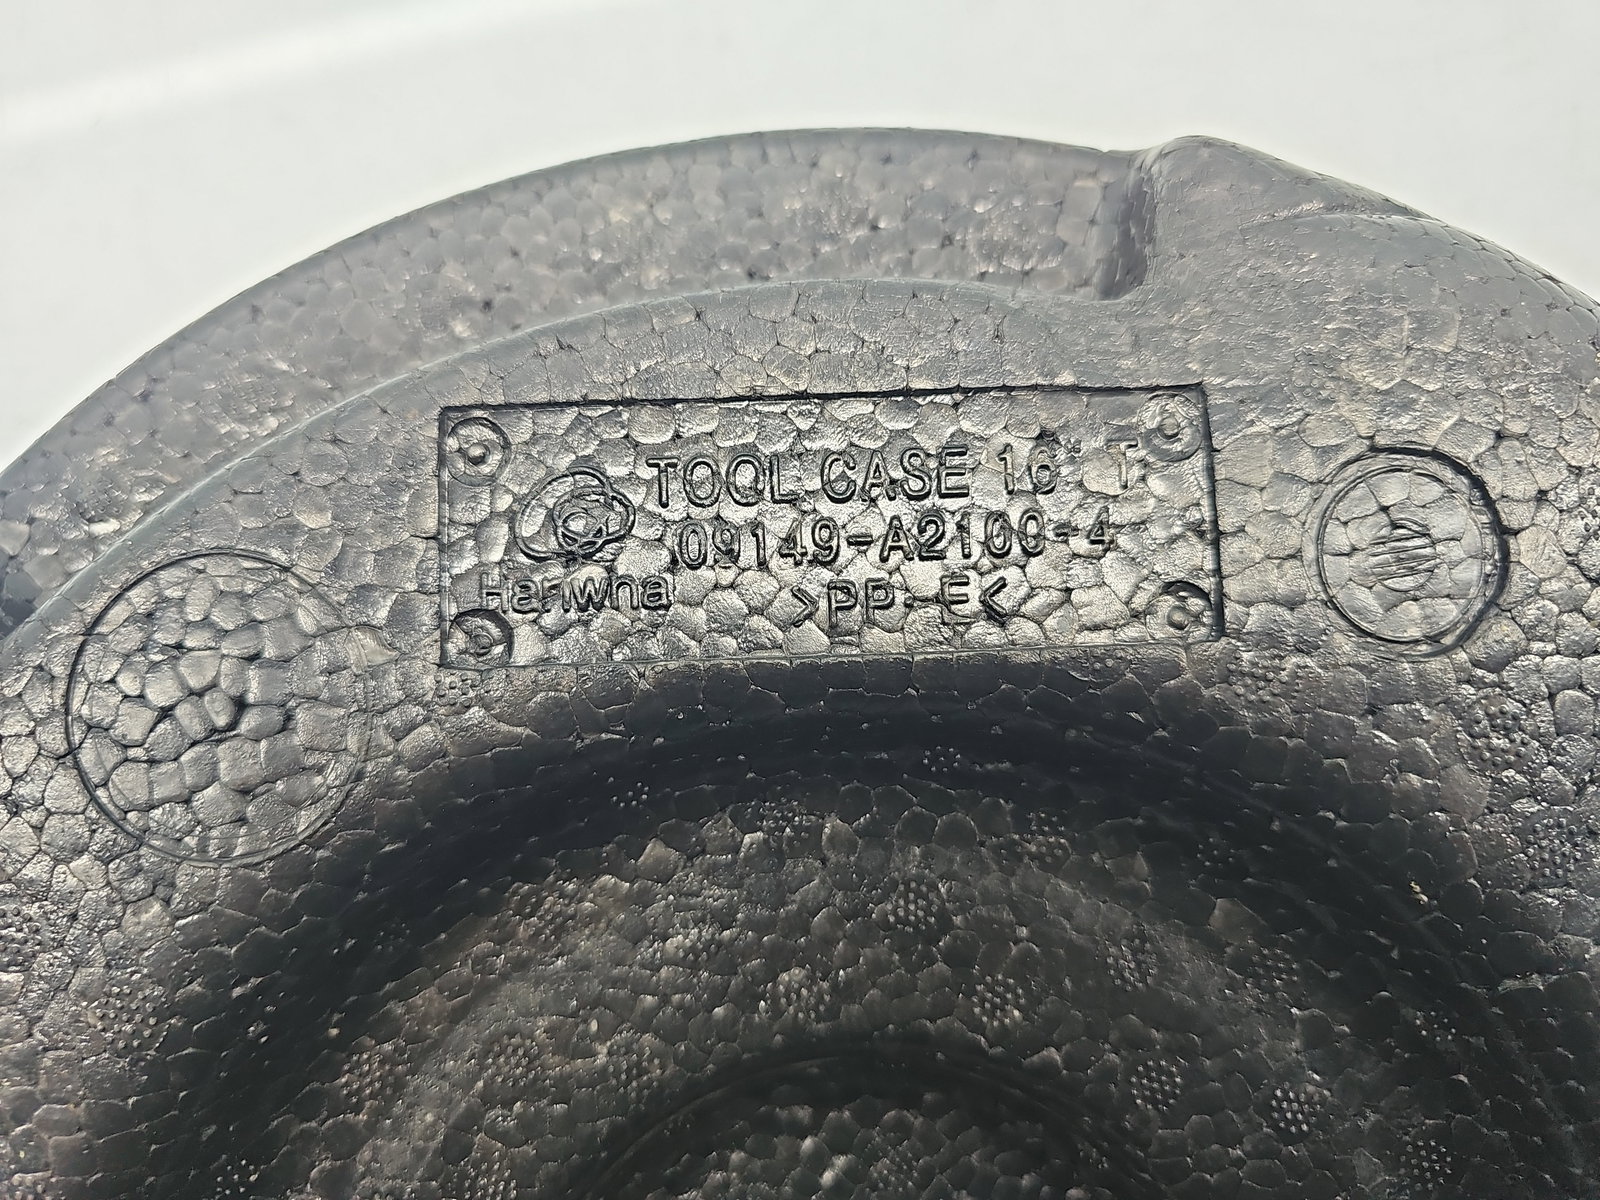 TOOL CASE 16" T
09149-A2100-4
Hanwha
>PP-E<